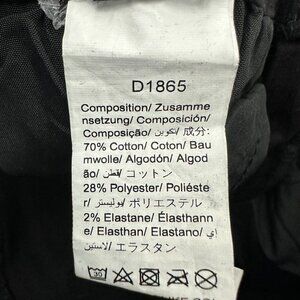 D1865
Composition/ Zusamme
nsetzung/ Composición/
Composição/ تكوين/ 成分:
70% Cotton/ Coton/ Bau
mwolle/ Algodón/ Algod
ão/ قطن/ コットン
28% Polyester/ Poliéste
r/ بوليستر/ ポリエステル
2% Elastane/ Élasthann
e/ Elasthan/ Elastano/ إي
لاستين/ エラスタン
30